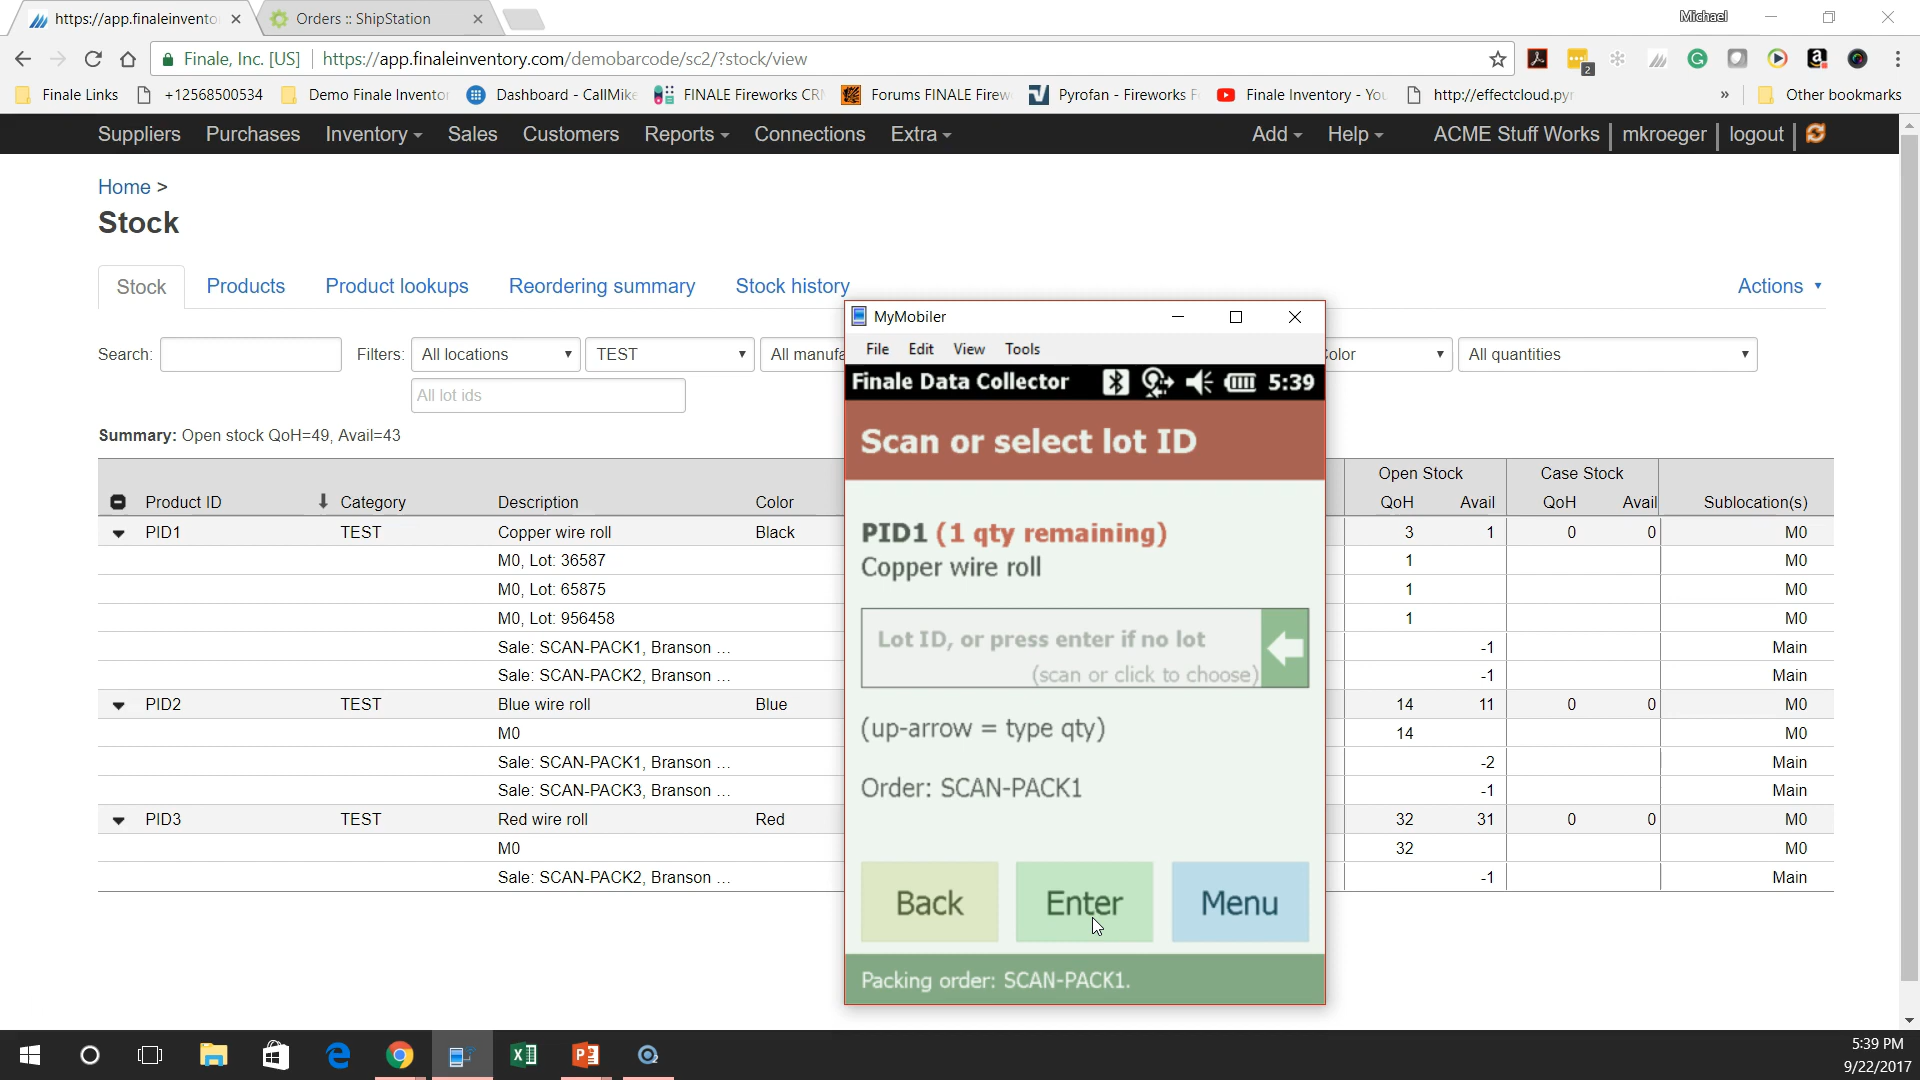 https://app.finaleinvento
Orders :: ShipStation
Michael
Finale, Inc. [US]
https://app.finaleinventory.com/demobarcode/sc2/?stock/view
2
Finale Links
+12568500534
Demo Finale Inventor
Dashboard - CallMike
FINALE Fireworks CR
Forums FINALE Firew
Pyrofan - Fireworks F
Finale Inventory - You
http://effectcloud.pyr
»
Other bookmarks
Suppliers
Purchases
Inventory
Sales
Customers
Reports
Connections
Extra
Add
Help
ACME Stuff Works
mkroeger
logout
Home >
Stock
Stock
Products
Product lookups
Reordering summary
Stock history
Actions
Search:
Filters:
All locations
TEST
All manufa
Color
All quantities
All lot ids
Summary: Open stock QoH=49, Avail=43
Open Stock
Case Stock
Product ID
Category
Description
Color
QoH
Avail
QoH
Avail
Sublocation(s)
PID1 TEST Copper wire roll Black 3 1 0 0 M0
M0, Lot: 36587 1 M0
M0, Lot: 65875 1 M0
M0, Lot: 956458 1 M0
Sale: SCAN-PACK1, Branson ... -1 Main
Sale: SCAN-PACK2, Branson ... -1 Main
PID2 TEST Blue wire roll Blue 14 11 0 0 M0
M0 14 M0
Sale: SCAN-PACK1, Branson ... -2 Main
Sale: SCAN-PACK3, Branson ... -1 Main
PID3 TEST Red wire roll Red 32 31 0 0 M0
M0 32 M0
Sale: SCAN-PACK2, Branson ... -1 Main
MyMobiler
File Edit View Tools
Finale Data Collector 5:39
Scan or select lot ID
PID1 (1 qty remaining)
Copper wire roll
Lot ID, or press enter if no lot
(scan or click to choose)
(up-arrow = type qty)
Order: SCAN-PACK1
Back Enter Menu
Packing order: SCAN-PACK1.
5:39 PM
9/22/2017